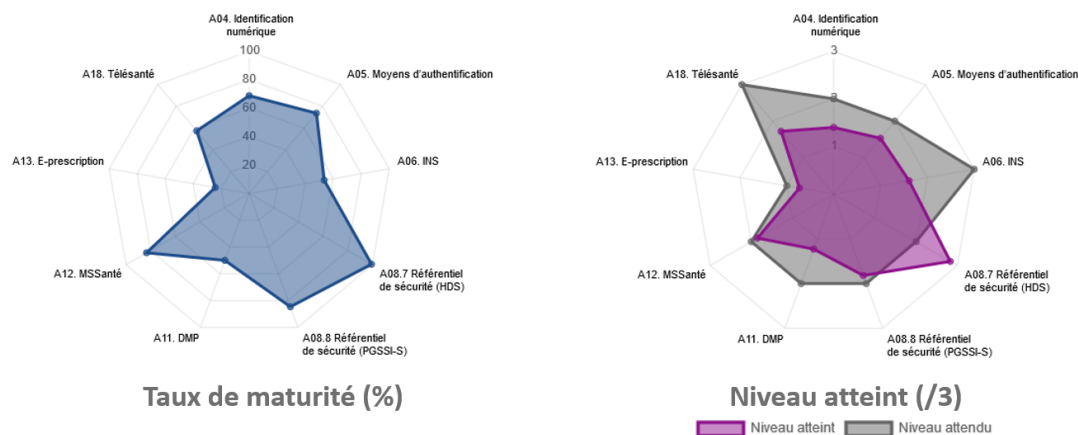 A04. Identification
numérique
100
80
60
40
20
A18. Télésanté
A05. Moyens d'authentification
A13. E-prescription
A06. INS
A12. MSSanté
A08.7 Référentiel
de sécurité (HDS)
A11. DMP
A08.8 Référentiel
de sécurité (PGSSI-S)
Taux de maturité (%)
A04. Identification
numérique
3
2
1
A18. Télésanté
A05. Moyens d'authentification
A13. E-prescription
A06. INS
A12. MSSanté
A08.7 Référentiel
de sécurité (HDS)
A11. DMP
A08.8 Référentiel
de sécurité (PGSSI-S)
Niveau atteint (/3)
Niveau atteint
Niveau attendu